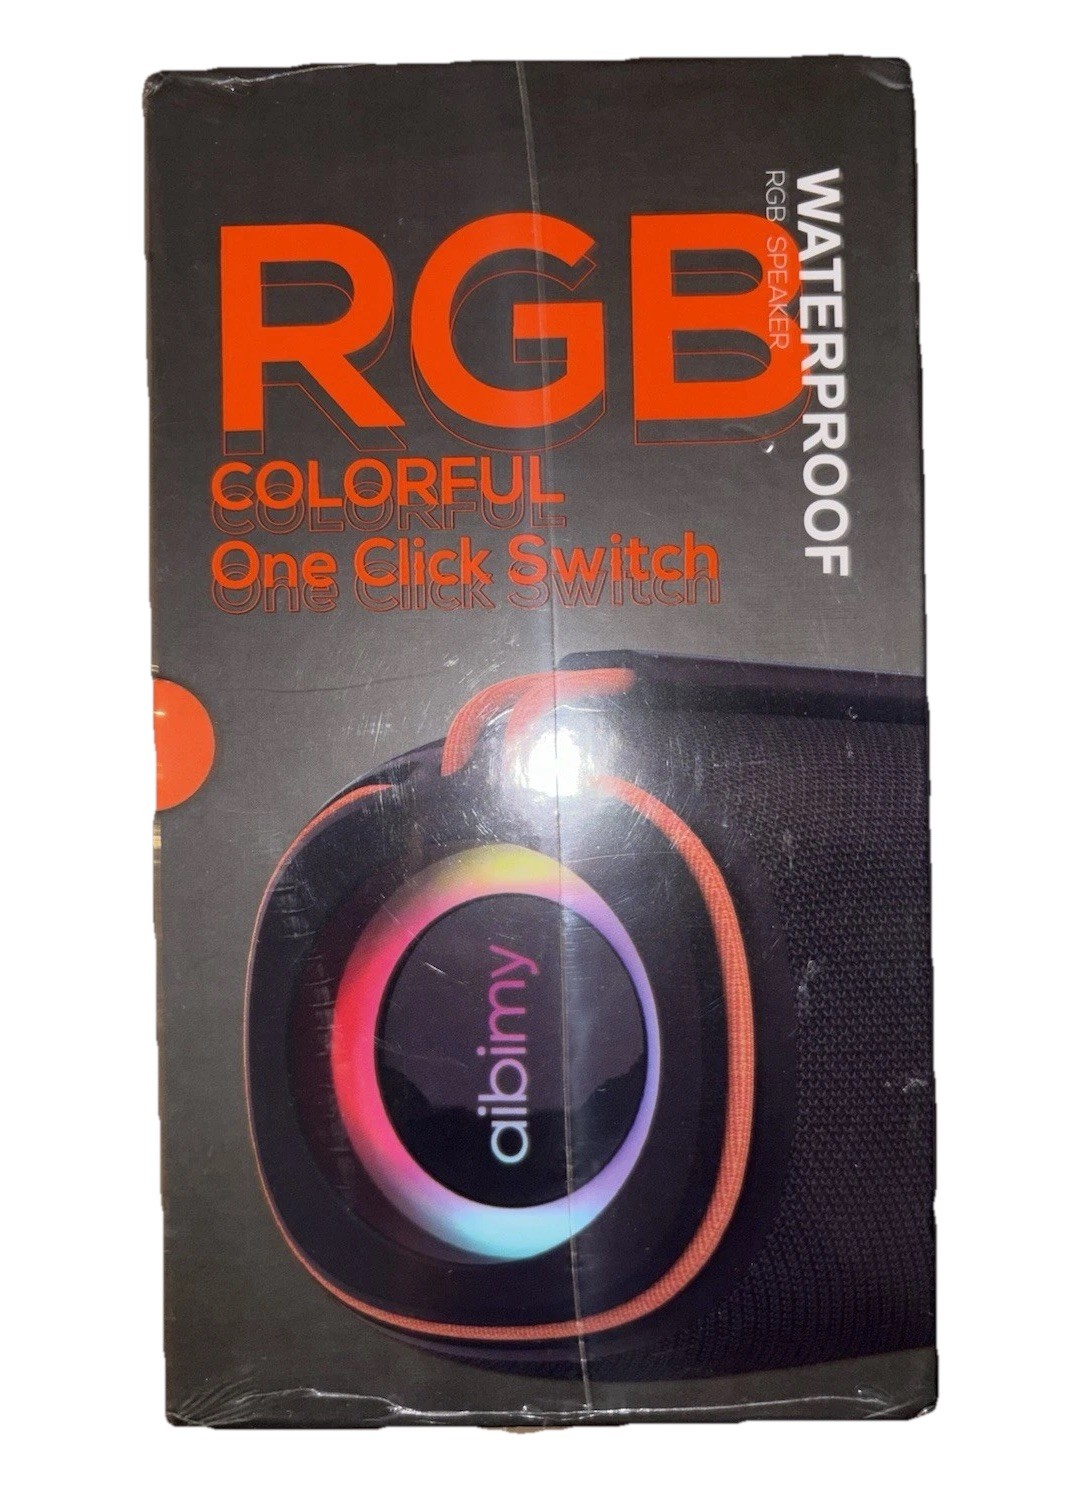 RGB
COLORFUL
One Click Switch
WATERPROOF
RGB SPEAKER
aibimy